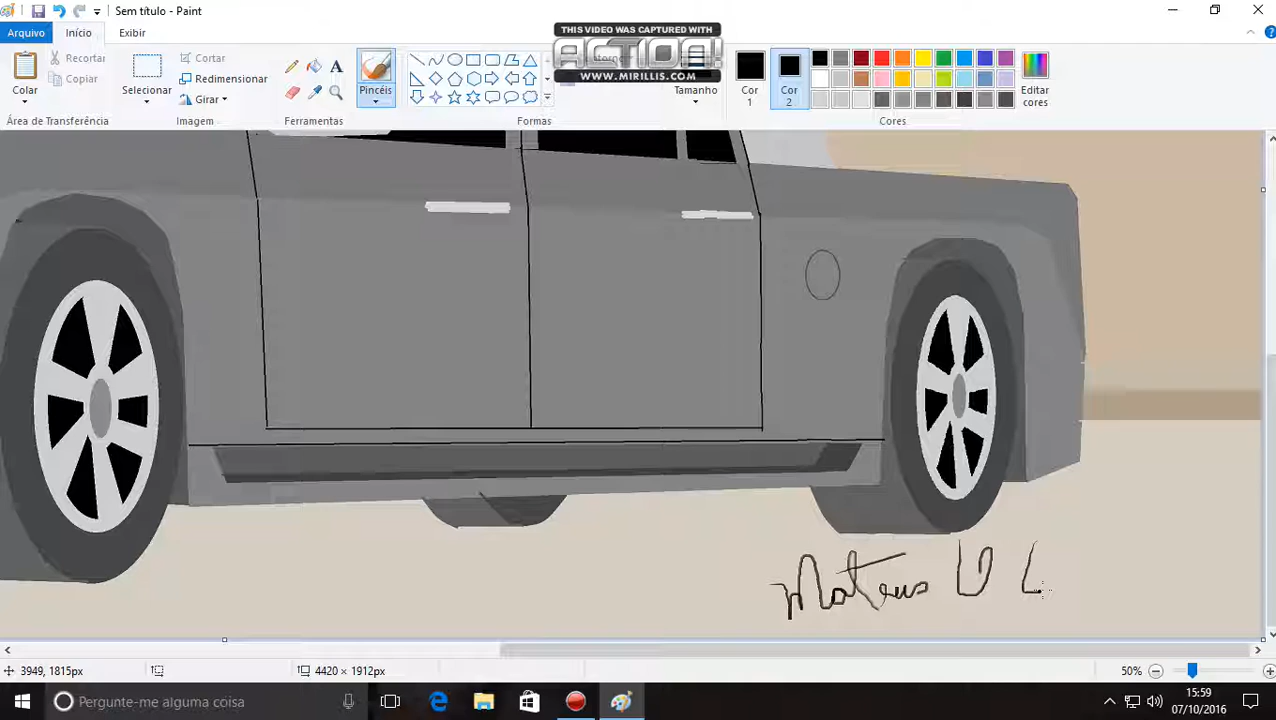 Sem título - Paint
THIS VIDEO WAS CAPTURED WITH
ACTION!
WWW.MIRILLIS.COM
Arquivo Início Exibir
Colar
Recortar
Copiar
Área de Transferência
Selecionar
Cortar
Redimensionar
Girar
Imagem
A
Ferramentas
Pincéis
Formas
Tamanho
Cor 1
Cor 2
Editar cores
Cores
Mateus U L
3949, 1815px
4420 × 1912px
50%
Pergunte-me alguma coisa
15:59
07/10/2016